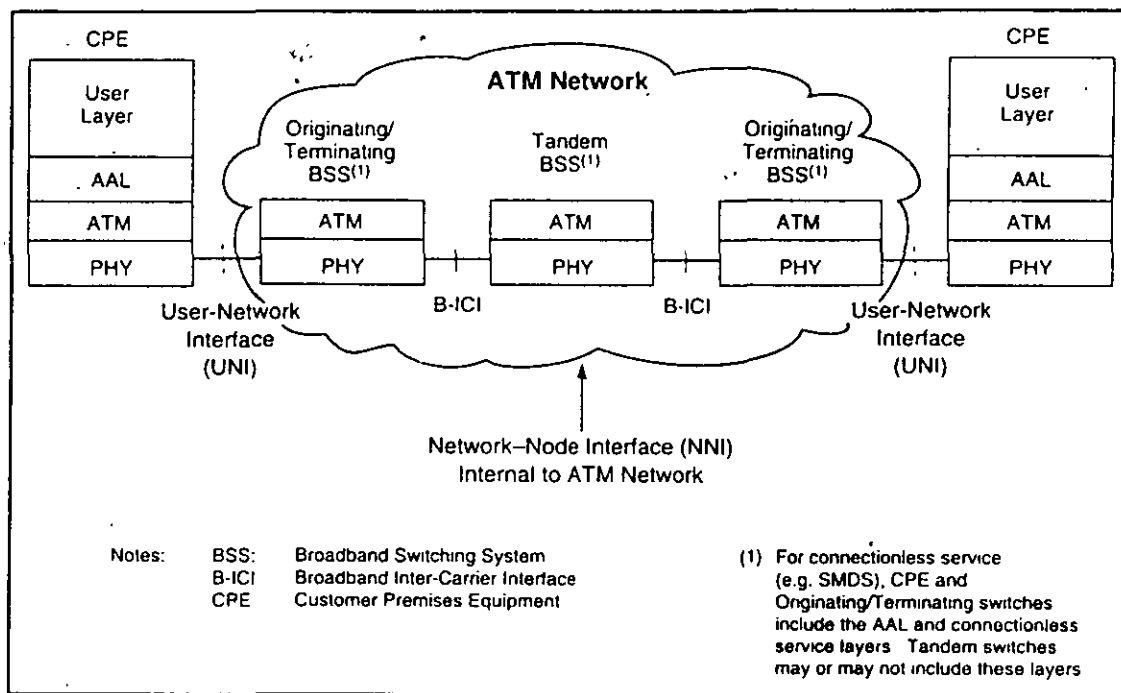 CPE
CPE
ATM Network
User
Layer
AAL
ATM
PHY
Originating/
Terminating
BSS(1)
ATM
PHY
Tandem
BSS(1)
ATM
PHY
Originating/
Terminating
BSS(1)
ATM
PHY
User
Layer
AAL
ATM
PHY
B-ICI
B-ICI
User-Network
Interface
(UNI)
User-Network
Interface
(UNI)
Network–Node Interface (NNI)
Internal to ATM Network
Notes: BSS: Broadband Switching System
B-ICI Broadband Inter-Carrier Interface
CPE Customer Premises Equipment
(1) For connectionless service
(e.g. SMDS), CPE and
Originating/Terminating switches
include the AAL and connectionless
service layers Tandem switches
may or may not include these layers